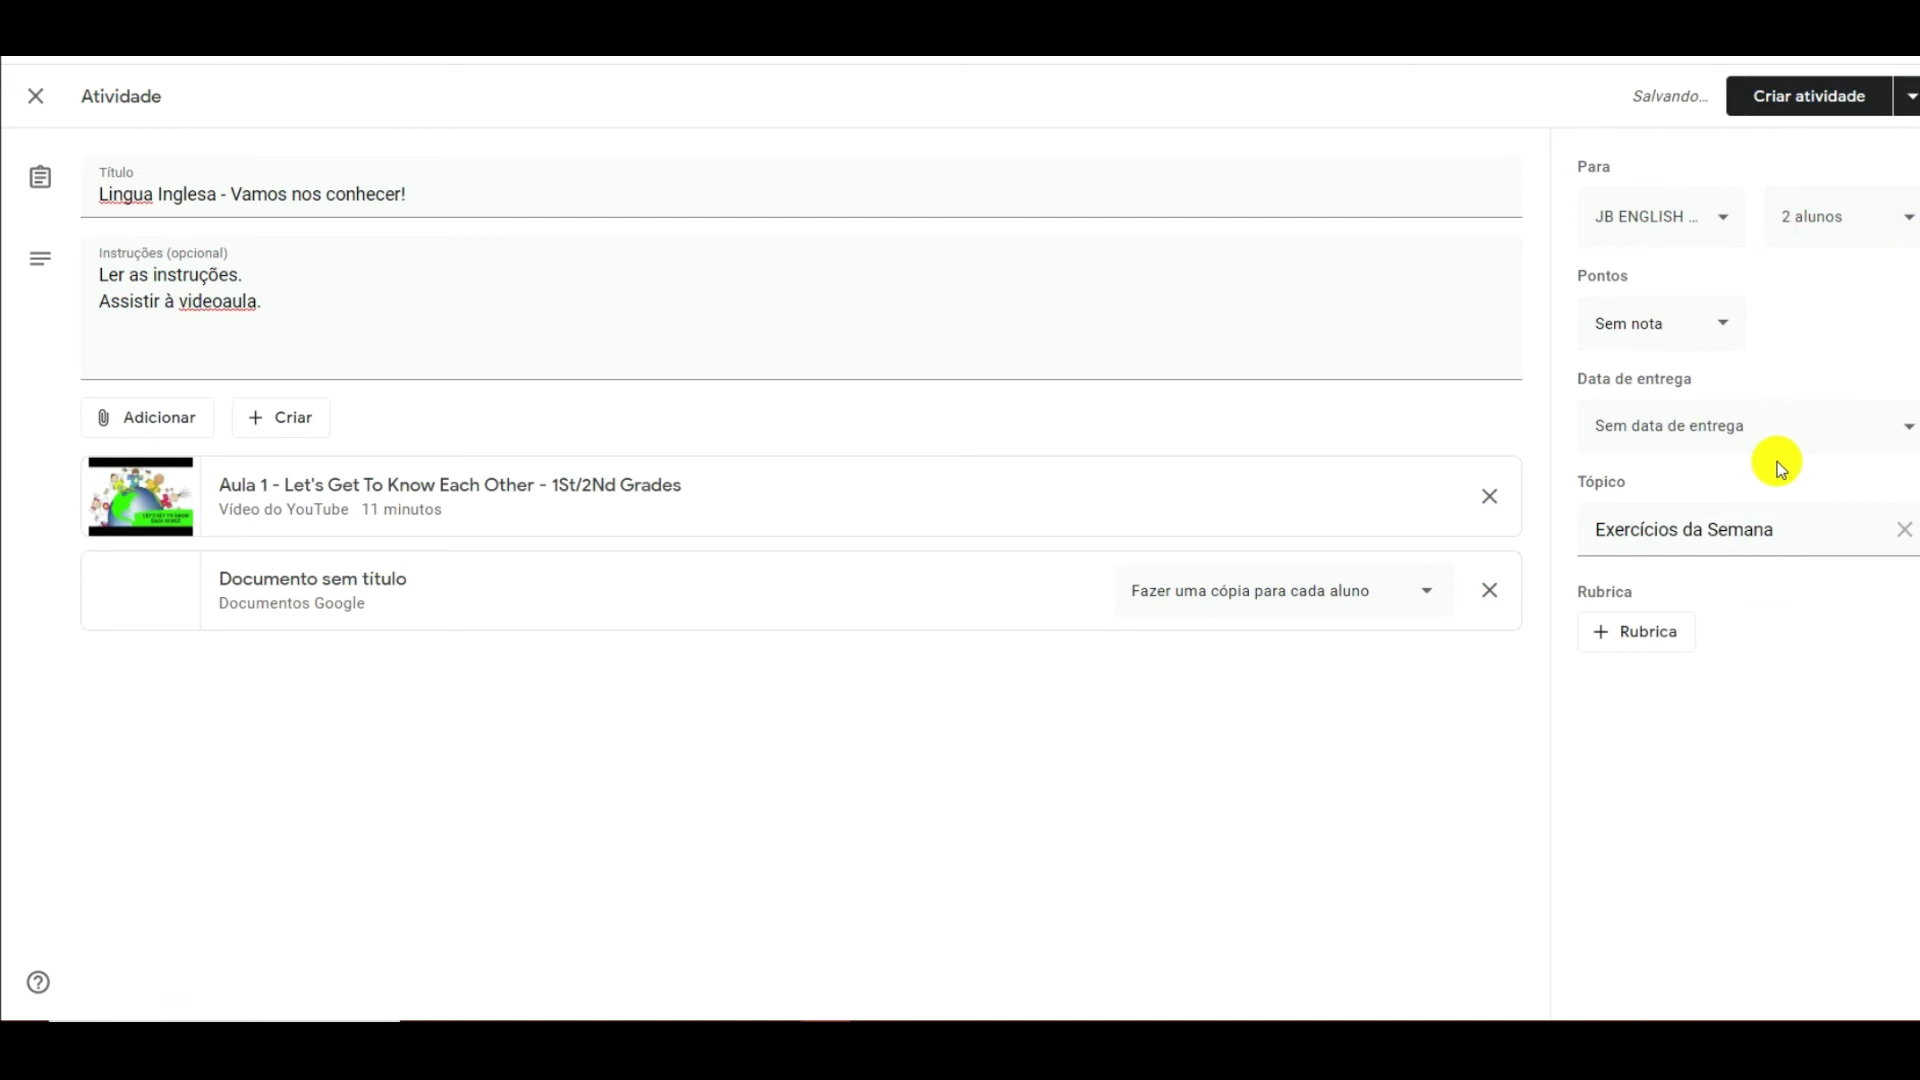 Atividade
Salvando...
Criar atividade
Título
Lingua Inglesa - Vamos nos conhecer!
Instruções (opcional)
Ler as instruções.
Assistir à videoaula.
Adicionar
Criar
Aula 1 - Let's Get To Know Each Other - 1St/2Nd Grades
Vídeo do YouTube 11 minutos
Documento sem título
Documentos Google
Fazer uma cópia para cada aluno
Para
JB ENGLISH ...
2 alunos
Pontos
Sem nota
Data de entrega
Sem data de entrega
Tópico
Exercícios da Semana
Rubrica
Rubrica